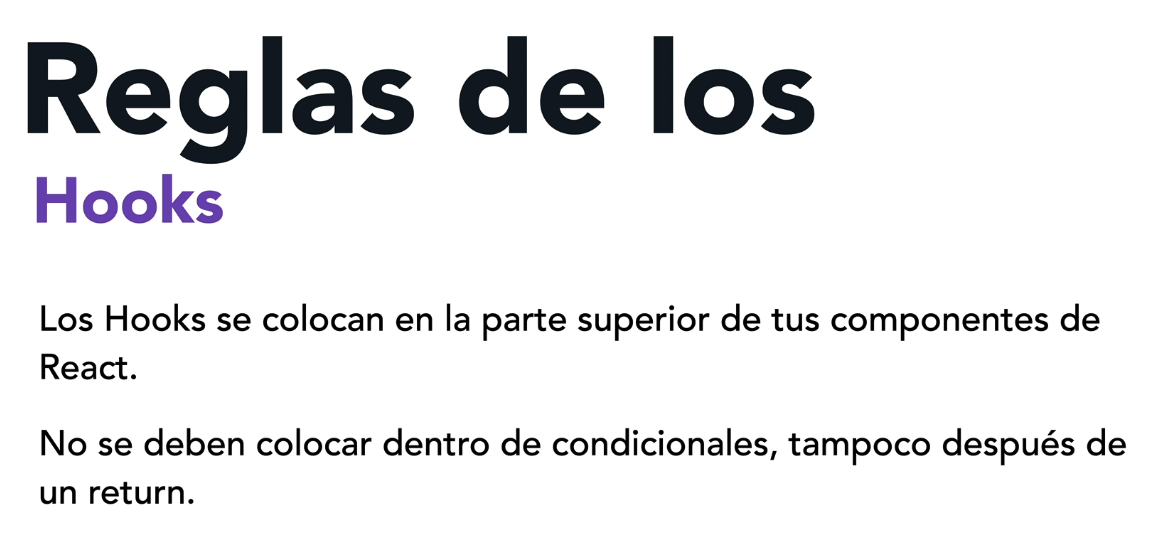 Reglas de los
Hooks
Los Hooks se colocan en la parte superior de tus componentes de
React.
No se deben colocar dentro de condicionales, tampoco después de
un return.